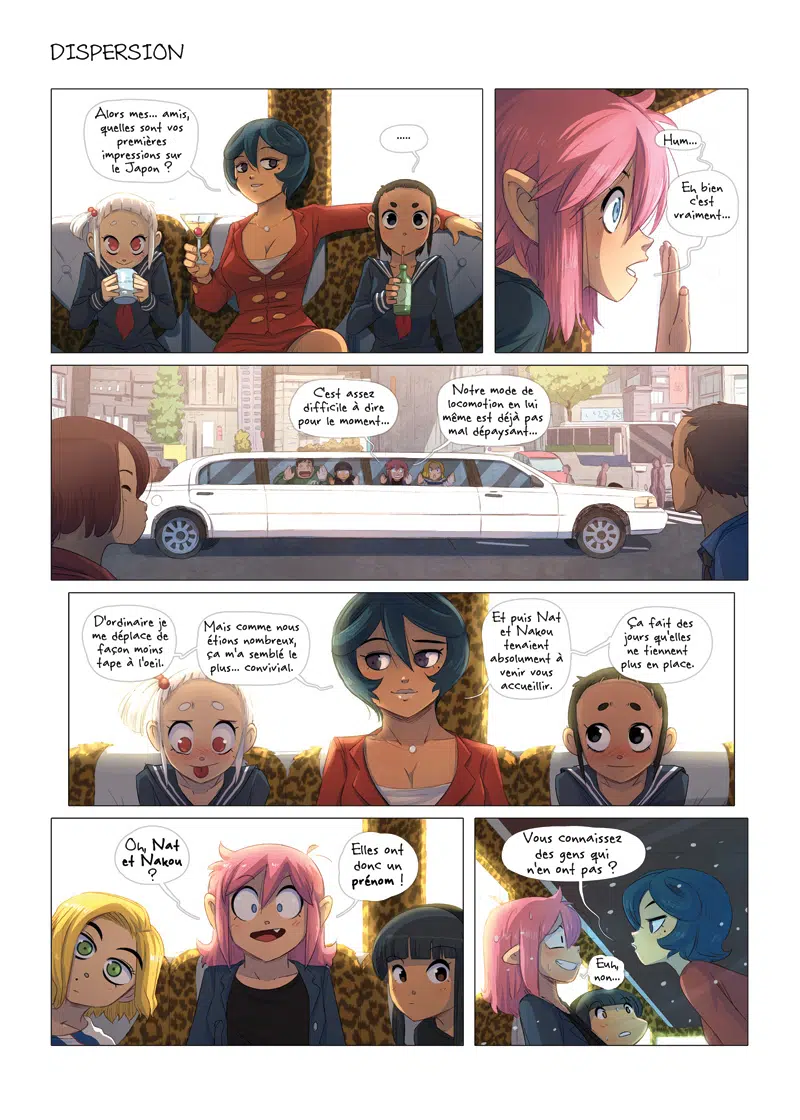 DISPERSION
Alors mes... amis,
quelles sont vos
premières
impressions sur
le Japon ?
.....
Hum...
Eh bien
c'est
vraiment...
C'est assez
difficile à dire
pour le moment...
Notre mode de
locomotion en lui
même est déjà pas
mal dépaysant...
D'ordinaire je
me déplace de
façon moins
tape à l'oeil.
Mais comme nous
étions nombreux,
ça m'a semblé le
plus... convivial.
Et puis Nat
et Nakou
tenaient
absolument à
venir vous
accueillir.
Ça fait des
jours qu'elles
ne tiennent
plus en place.
Oh, Nat
et Nakou
?
Elles ont
donc un
prénom !
Vous connaissez
des gens qui
n'en ont pas ?
Euh,
non...